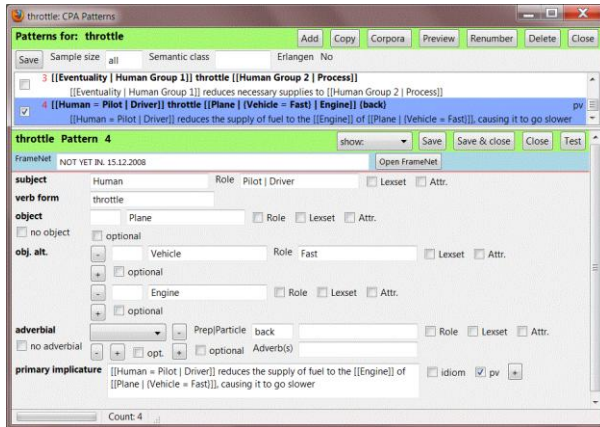 throttle: CPA Patterns
Patterns for: throttle Add Copy Corpora Preview Renumber Delete Close
Save Sample size all Semantic class Erlangen No
3 [[Eventuality | Human Group 1]] throttle [[Human Group 2 | Process]]
[[Eventuality | Human Group 1]] reduces necessary supplies to [[Human Group 2 | Process]]
4 [[Human = Pilot | Driver]] throttle [[Plane | (Vehicle = Fast) | Engine]] {back} pv
[[Human = Pilot | Driver]] reduces the supply of fuel to the [[Engine]] of [[Plane | (Vehicle = Fast)]], causing it to go slower
throttle Pattern 4 show: Save Save & close Close Test
FrameNet NOT YET IN. 15.12.2008 Open FrameNet
subject Human Role Pilot | Driver Lexset Attr.
verb form throttle
object Plane Role Lexset Attr.
no object optional
obj. alt. - Vehicle Role Fast Lexset Attr.
+ optional
- Engine Role Lexset Attr.
+ optional
adverbial - Prep|Particle back Role Lexset Attr.
no adverbial - + opt. + optional Adverb(s)
primary implicature [[Human = Pilot | Driver]] reduces the supply of fuel to the [[Engine]] of idiom pv +
[[Plane | (Vehicle = Fast)]], causing it to go slower
Count: 4